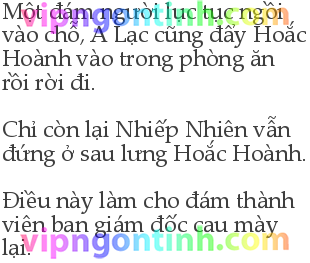 Một đám người lục tục ngồi
vào chỗ, A Lạc cũng đẩy Hoắc
Hoành vào trong phòng ăn
rồi rời đi.
Chỉ còn lại Nhiếp Nhiên vẫn
đứng ở sau lưng Hoắc Hoành.
Điều này làm cho đám thành
viên ban giám đốc cau mày
lại.
vipngontinh.com
vipngontinh.com